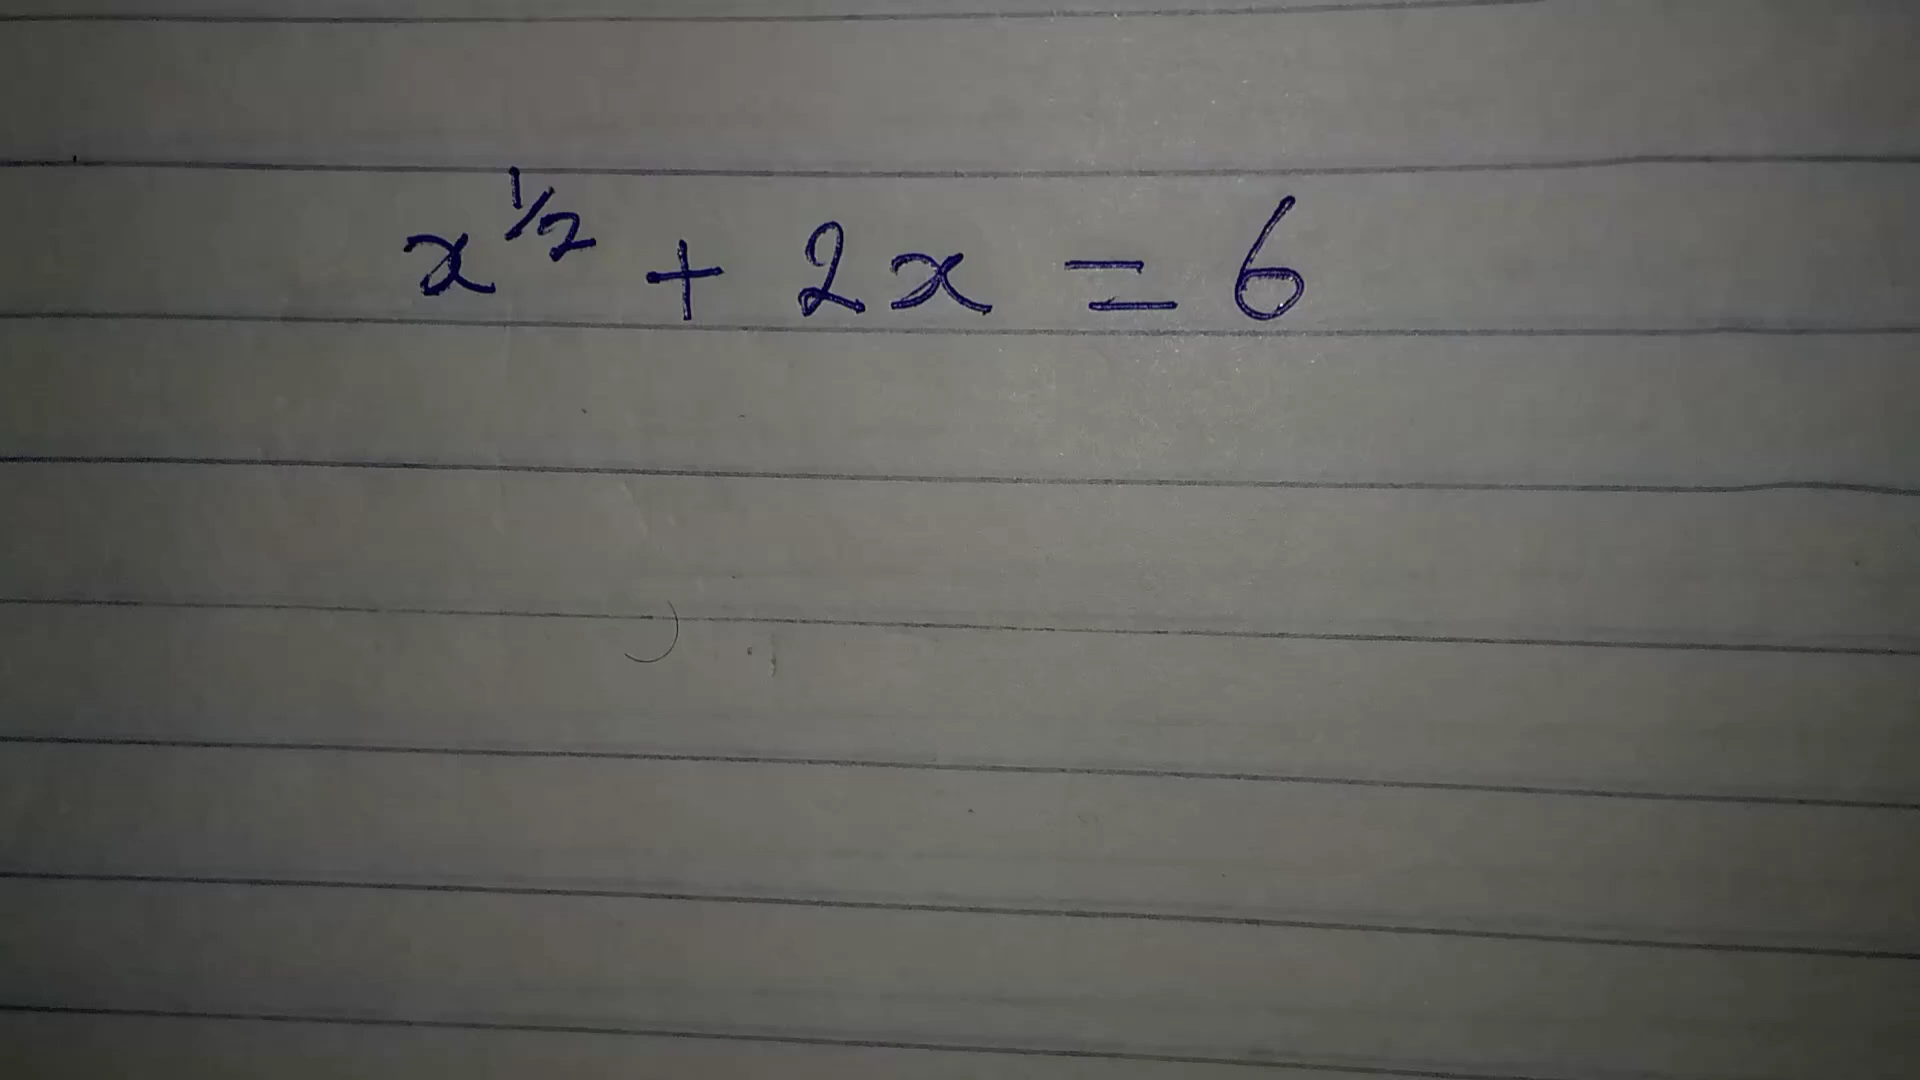 x^{1/2} + 2x = 6